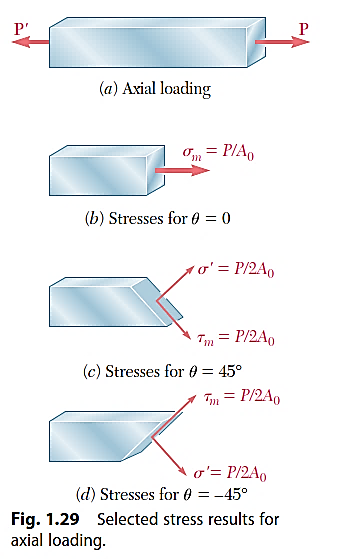 P′ P
(a) Axial loading
σm = P/A0
(b) Stresses for θ = 0
σ′ = P/2A0
τm = P/2A0
(c) Stresses for θ = 45°
τm = P/2A0
σ′= P/2A0
(d) Stresses for θ = −45°
Fig. 1.29 Selected stress results for
axial loading.